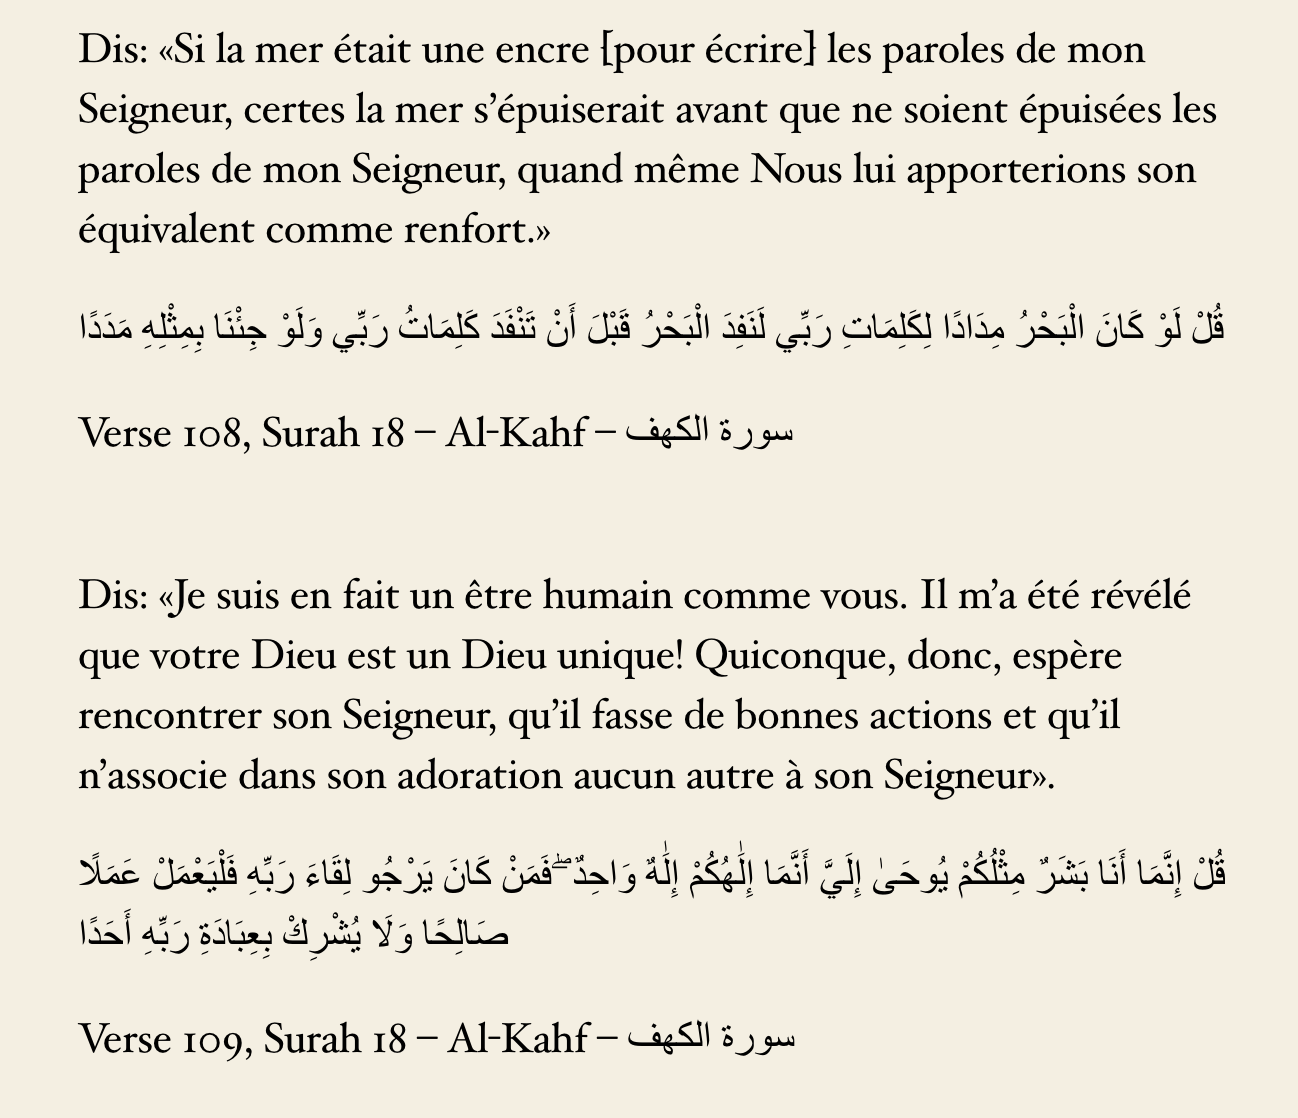 Dis: «Si la mer était une encre [pour écrire] les paroles de mon
Seigneur, certes la mer s’épuiserait avant que ne soient épuisées les
paroles de mon Seigneur, quand même Nous lui apporterions son
équivalent comme renfort.»
قُلْ لَوْ كَانَ الْبَحْرُ مِدَادًا لِكَلِمَاتِ رَبِّي لَنَفِدَ الْبَحْرُ قَبْلَ أَنْ تَنْفَدَ كَلِمَاتُ رَبِّي وَلَوْ جِئْنَا بِمِثْلِهِ مَدَدًا
Verse 108, Surah 18 – Al-Kahf – سورة الكهف
Dis: «Je suis en fait un être humain comme vous. Il m’a été révélé
que votre Dieu est un Dieu unique! Quiconque, donc, espère
rencontrer son Seigneur, qu’il fasse de bonnes actions et qu’il
n’associe dans son adoration aucun autre à son Seigneur».
قُلْ إِنَّمَا أَنَا بَشَرٌ مِثْلُكُمْ يُوحَىٰ إِلَيَّ أَنَّمَا إِلَٰهُكُمْ إِلَٰهٌ وَاحِدٌ ۖ فَمَنْ كَانَ يَرْجُو لِقَاءَ رَبِّهِ فَلْيَعْمَلْ عَمَلًا
صَالِحًا وَلَا يُشْرِكْ بِعِبَادَةِ رَبِّهِ أَحَدًا
Verse 109, Surah 18 – Al-Kahf – سورة الكهف